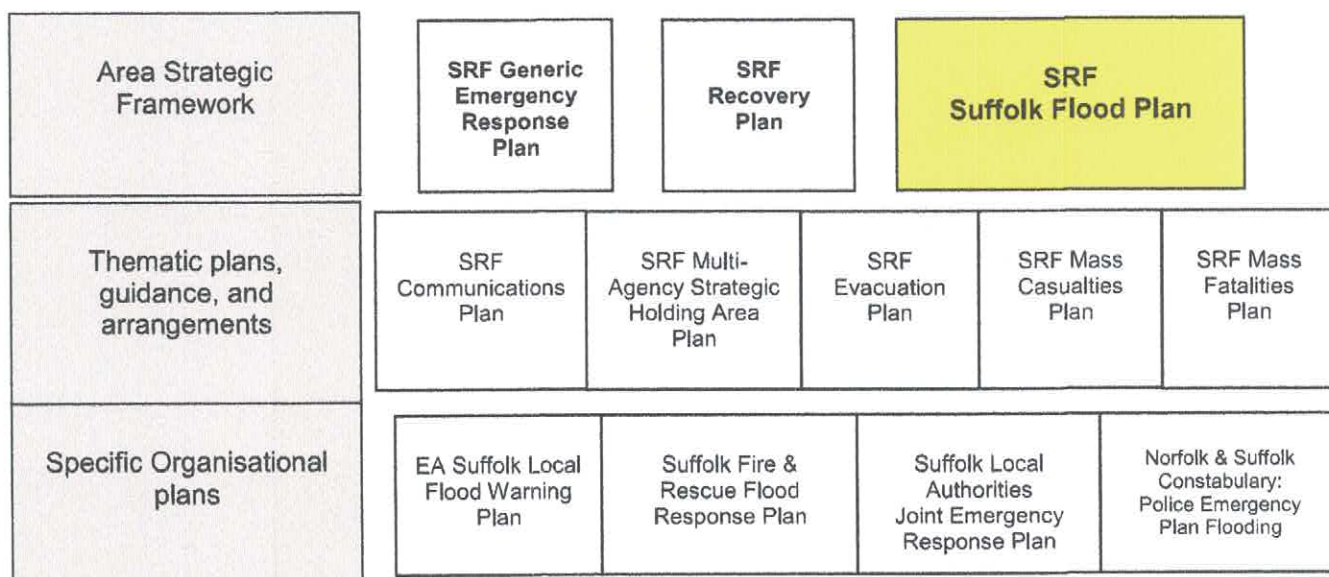 Area Strategic
Framework
SRF Generic
Emergency
Response
Plan
SRF
Recovery
Plan
SRF
Suffolk Flood Plan
Thematic plans,
guidance, and
arrangements
SRF
Communications
Plan
SRF Multi-
Agency Strategic
Holding Area
Plan
SRF
Evacuation
Plan
SRF Mass
Casualties
Plan
SRF Mass
Fatalities
Plan
Specific Organisational
plans
EA Suffolk Local
Flood Warning
Plan
Suffolk Fire &
Rescue Flood
Response Plan
Suffolk Local
Authorities
Joint Emergency
Response Plan
Norfolk & Suffolk
Constabulary:
Police Emergency
Plan Flooding